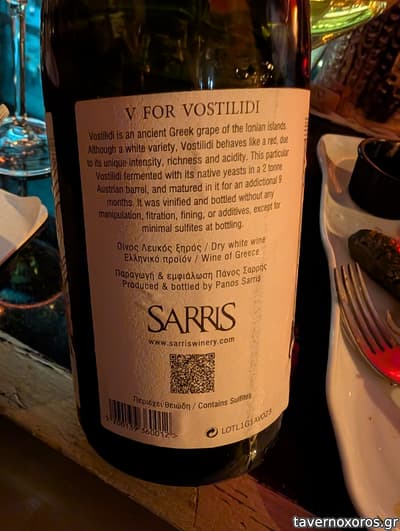 V FOR VOSTILIDI
Vostilidi is an ancient Greek grape of the Ionian islands.
Although a white variety, Vostilidi behaves like a red, due
to its unique intensity, richness and acidity. This particular
Vostilidi fermented with its native yeasts in a 2 tonne
Austrian barrel, and matured in it for an addictional 9
months. It was vinified and bottled without any
manipulation, fitration, fining, or additives, except for
minimal sulfites at bottling.
Οίνος Λευκός ξηρός / Dry white wine
Ελληνικό προϊόν / Wine of Greece
Παραγωγή & εμφιάλωση Πάνος Σαρρής
Produced & bottled by Panos Sarris
SARRIS
www.sarriswinery.com
Περιέχει θειώδη / Contains Sulfites
LOTL1G1AVO23
tavernoxoros.gr